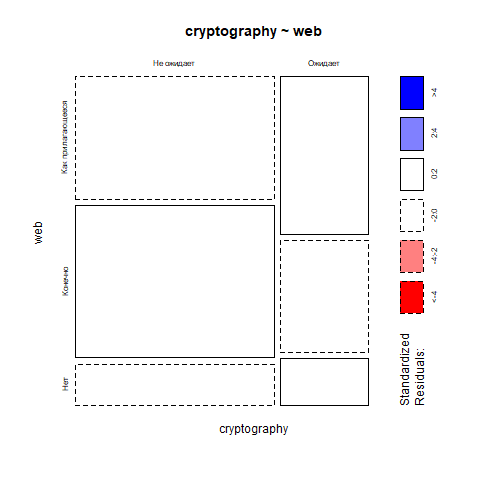 cryptography ~ web
Не ожидает
Ожидает
Как прилагающееся
Конечно
Нет
web
cryptography
Standardized
Residuals:
<-4
-4:-2
-2:0
0:2
2:4
>4